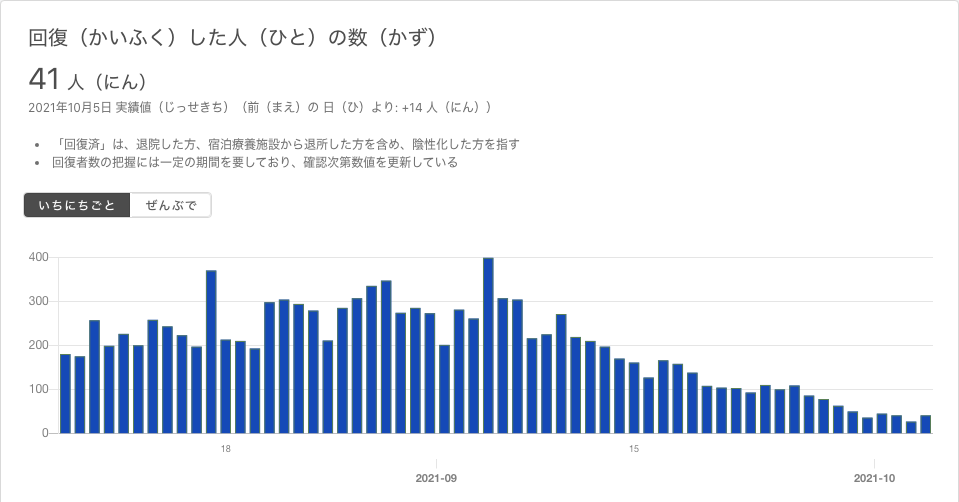 回復（かいふく）した人（ひと）の数（かず）
41 人（にん）
2021年10月5日 実績値（じっせきち）（前（まえ）の 日（ひ）より: +14 人（にん））
• 「回復済」は、退院した方、宿泊療養施設から退所した方を含め、陰性化した方を指す
• 回復者数の把握には一定の期間を要しており、確認次第数値を更新している
いちにちごと ぜんぶで
400
300
200
100
0
18 15
2021-09 2021-10